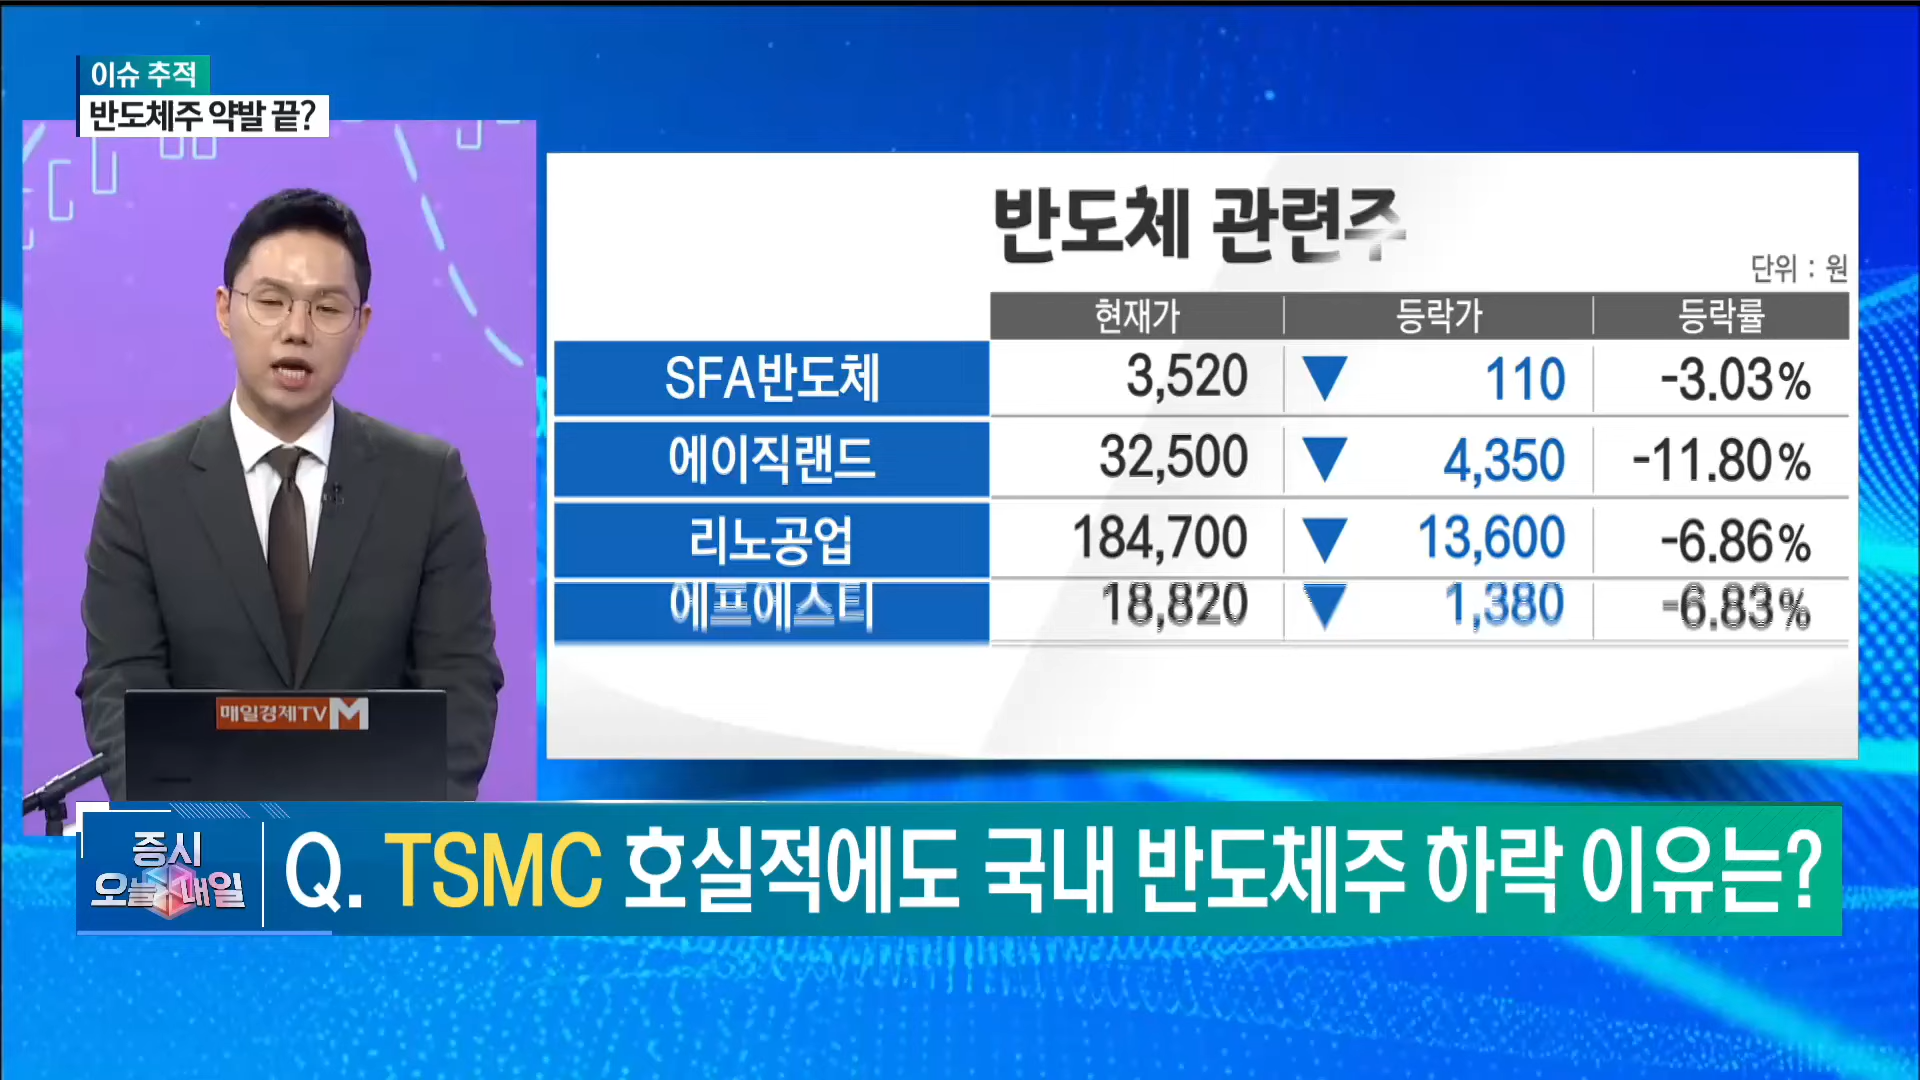 이슈 추적
반도체주 약발 끝?
반도체 관련주
단위 : 원
현재가 등락가 등락률
SFA반도체 3,520 ▼ 110 -3.03%
에이직랜드 32,500 ▼ 4,350 -11.80%
리노공업 184,700 ▼ 13,600 -6.86%
에프에스티 18,820 ▼ 1,380 -6.83%
매일경제TV M
증시
오늘 매일
Q. TSMC 호실적에도 국내 반도체주 하락 이유는?